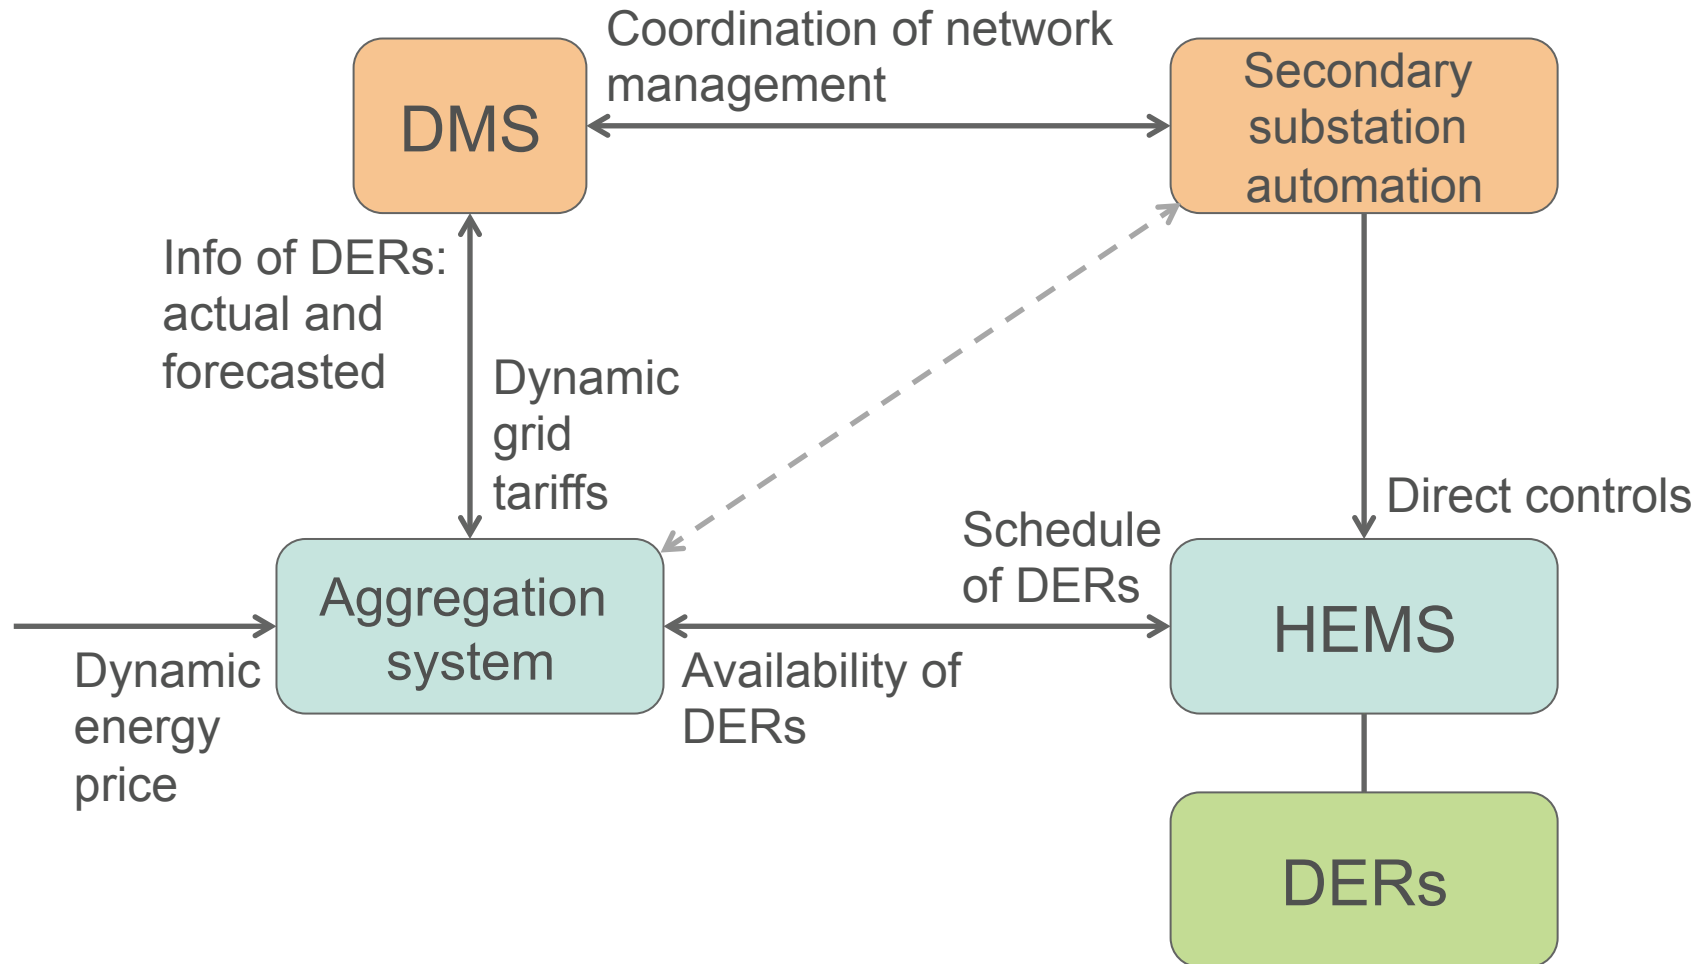 Coordination of network
management
DMS
Secondary
substation
automation
Info of DERs:
actual and
forecasted
Dynamic
grid
tariffs
Direct controls
Schedule
of DERs
Aggregation
system
HEMS
Dynamic
energy
price
Availability of
DERs
DERs